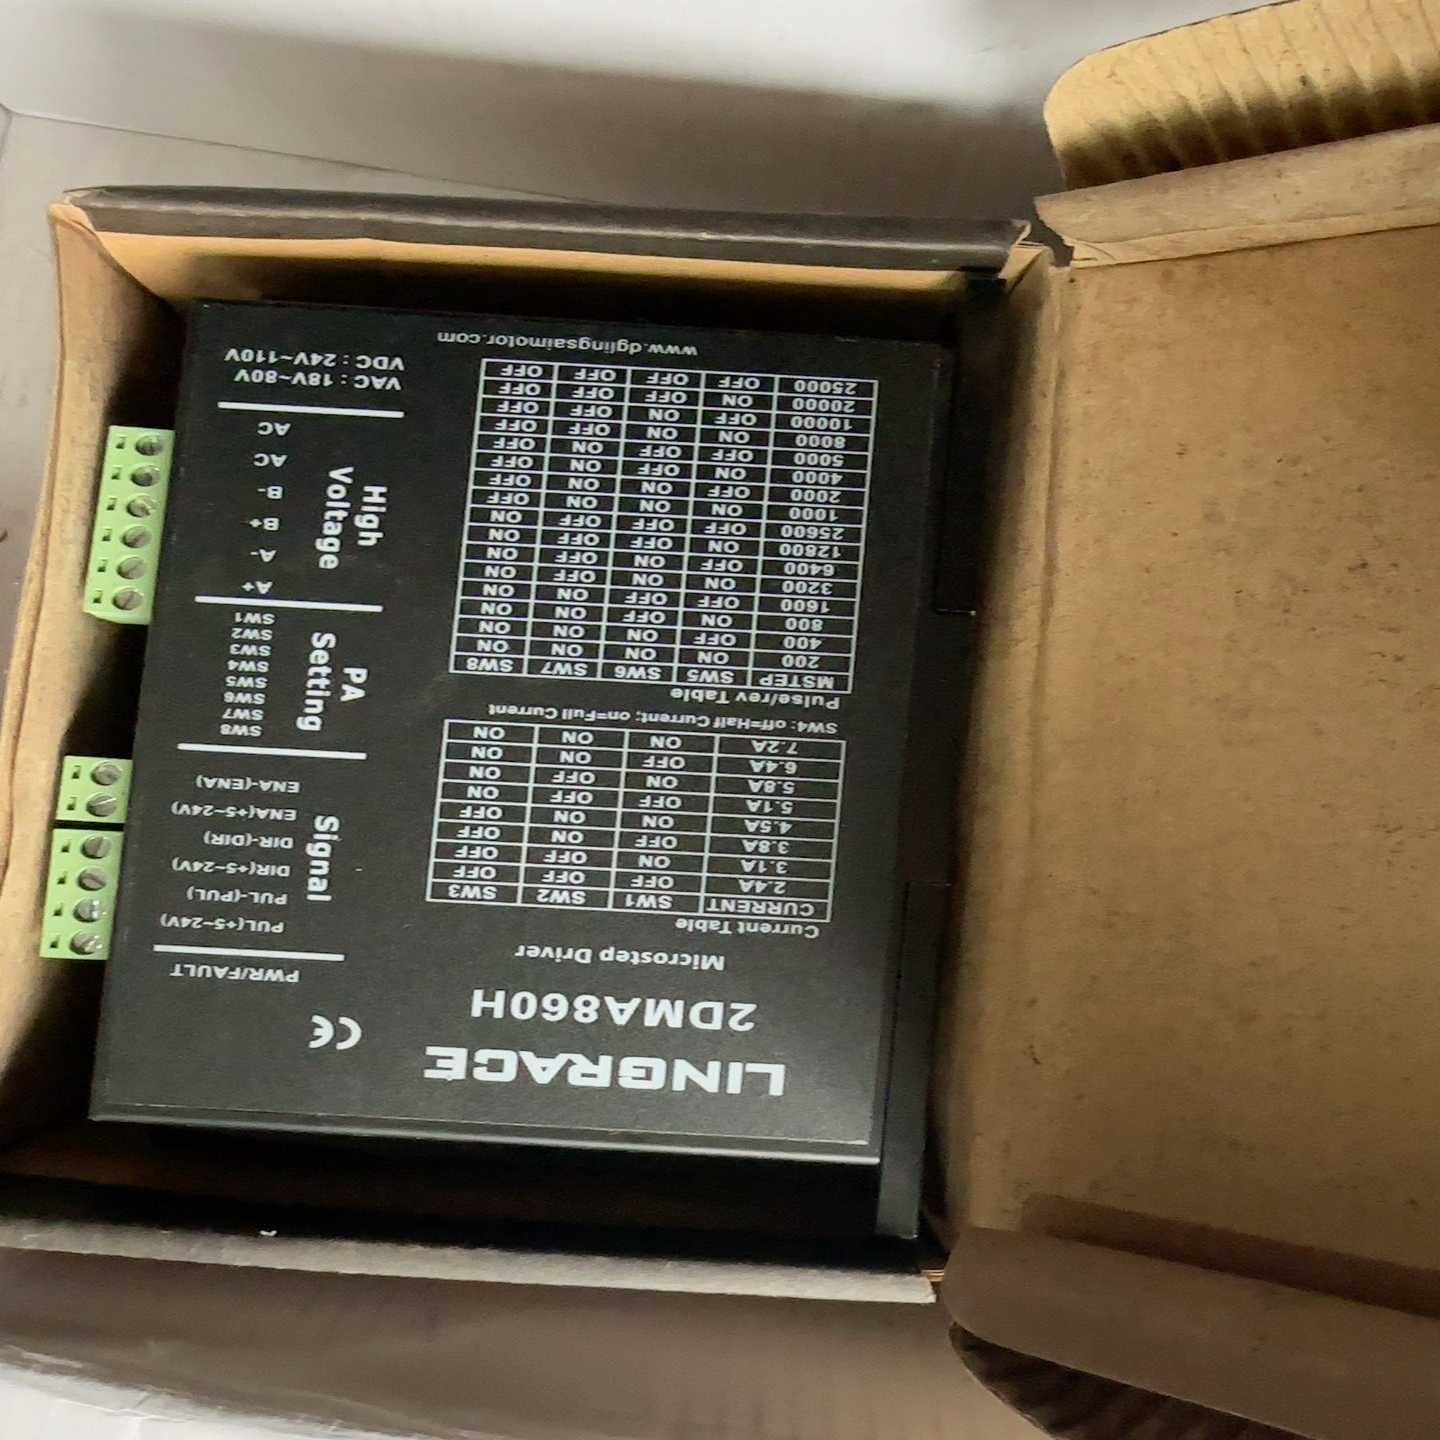 LINGRACE
2DMA860H
Microstep Driver
Current Table
CURRENT SW1 SW2 SW3
2.4A OFF OFF OFF
3.1A ON OFF OFF
3.8A OFF ON OFF
4.5A ON ON OFF
5.1A OFF OFF ON
5.8A ON OFF ON
6.4A OFF ON ON
7.2A ON ON ON
SW4: off=Half Current; on=Full Current
Pulse/rev Table
MSTEP SW5 SW6 SW7 SW8
200 ON ON ON ON
400 OFF ON ON ON
800 ON OFF ON ON
1600 OFF OFF ON ON
3200 ON ON OFF ON
6400 OFF ON OFF ON
12800 ON OFF OFF ON
25600 OFF OFF OFF ON
1000 ON ON ON OFF
2000 OFF ON ON OFF
4000 ON OFF ON OFF
5000 OFF OFF ON OFF
8000 ON ON OFF OFF
10000 OFF ON OFF OFF
20000 ON OFF OFF OFF
25000 OFF OFF OFF OFF
www.dglingsaimotor.com
CE
PWR/FAULT
Signal
PUL(+5~24V)
PUL-(PUL)
DIR(+5~24V)
DIR-(DIR)
ENA(+5~24V)
ENA-(ENA)
PA
Setting
SW8
SW7
SW6
SW5
SW4
SW3
SW2
SW1
High
Voltage
A+
A-
B+
B-
AC
AC
VAC : 18V~80V
VDC : 24V~110V